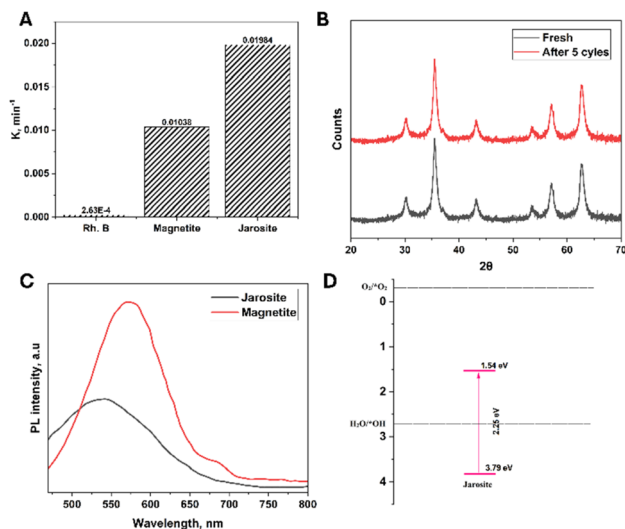 A
0.020
0.015
0.010
0.005
0.000
K, min⁻¹
2.63E-4
0.01038
0.01984
Rh. B
Magnetite
Jarosite
B
Fresh
After 5 cyles
Counts
20
30
40
50
60
70
2θ
C
Jarosite
Magnetite
PL intensity, a.u
500
550
600
650
700
750
800
Wavelength, nm
D
O₂/*O₂
0
1
2
H₂O/*OH
3
4
1.54 eV
2.25 eV
3.79 eV
Jarosite